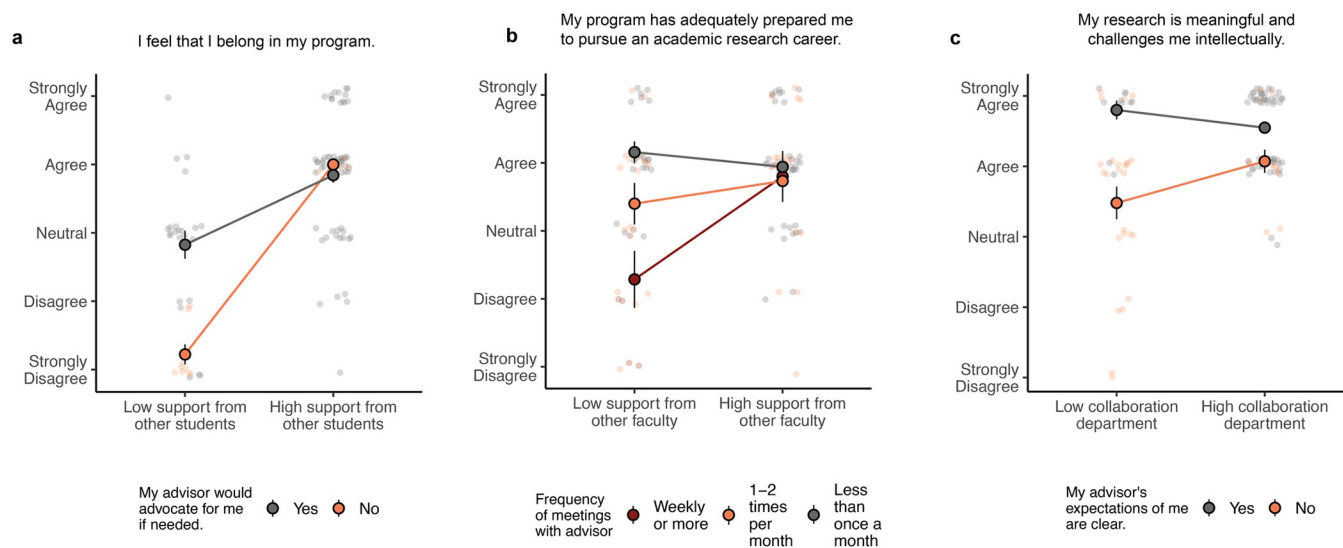 a
I feel that I belong in my program.
Strongly
Agree
Agree
Neutral
Disagree
Strongly
Disagree
Low support from
other students
High support from
other students
My advisor would
advocate for me
if needed.
Yes
No
b
My program has adequately prepared me
to pursue an academic research career.
Strongly
Agree
Agree
Neutral
Disagree
Strongly
Disagree
Low support from
other faculty
High support from
other faculty
Frequency
of meetings
with advisor
Weekly
or more
1–2
times
per
month
Less
than
once a
month
c
My research is meaningful and
challenges me intellectually.
Strongly
Agree
Agree
Neutral
Disagree
Strongly
Disagree
Low collaboration
department
High collaboration
department
My advisor's
expectations of me
are clear.
Yes
No